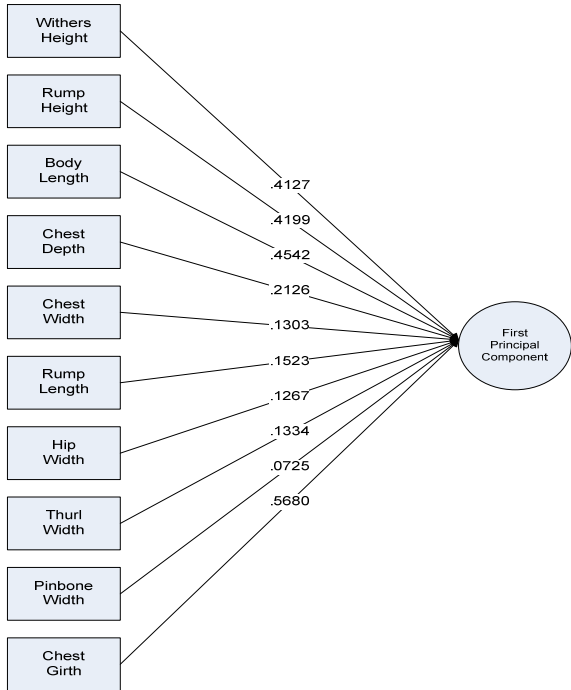 Withers
Height
Rump
Height
Body
Length
Chest
Depth
Chest
Width
Rump
Length
Hip
Width
Thurl
Width
Pinbone
Width
Chest
Girth
.4127
.4199
.4542
.2126
.1303
.1523
.1267
.1334
.0725
.5680
First
Principal
Component